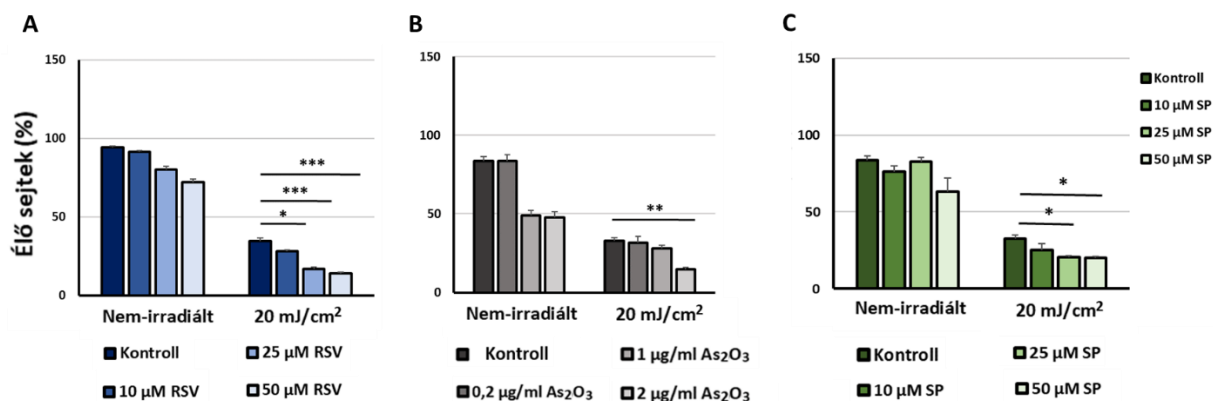 A
Élő sejtek (%)
150
100
50
0
***
***
*
Nem-irradiált 20 mJ/cm²
Kontroll 25 µM RSV
10 µM RSV 50 µM RSV
B
150
100
50
0
**
Nem-irradiált 20 mJ/cm²
Kontroll 1 µg/ml As₂O₃
0,2 µg/ml As₂O₃ 2 µg/ml As₂O₃
C
150
100
50
0
*
*
Nem-irradiált 20 mJ/cm²
Kontroll 25 µM SP
10 µM SP 50 µM SP
Kontroll
10 µM SP
25 µM SP
50 µM SP